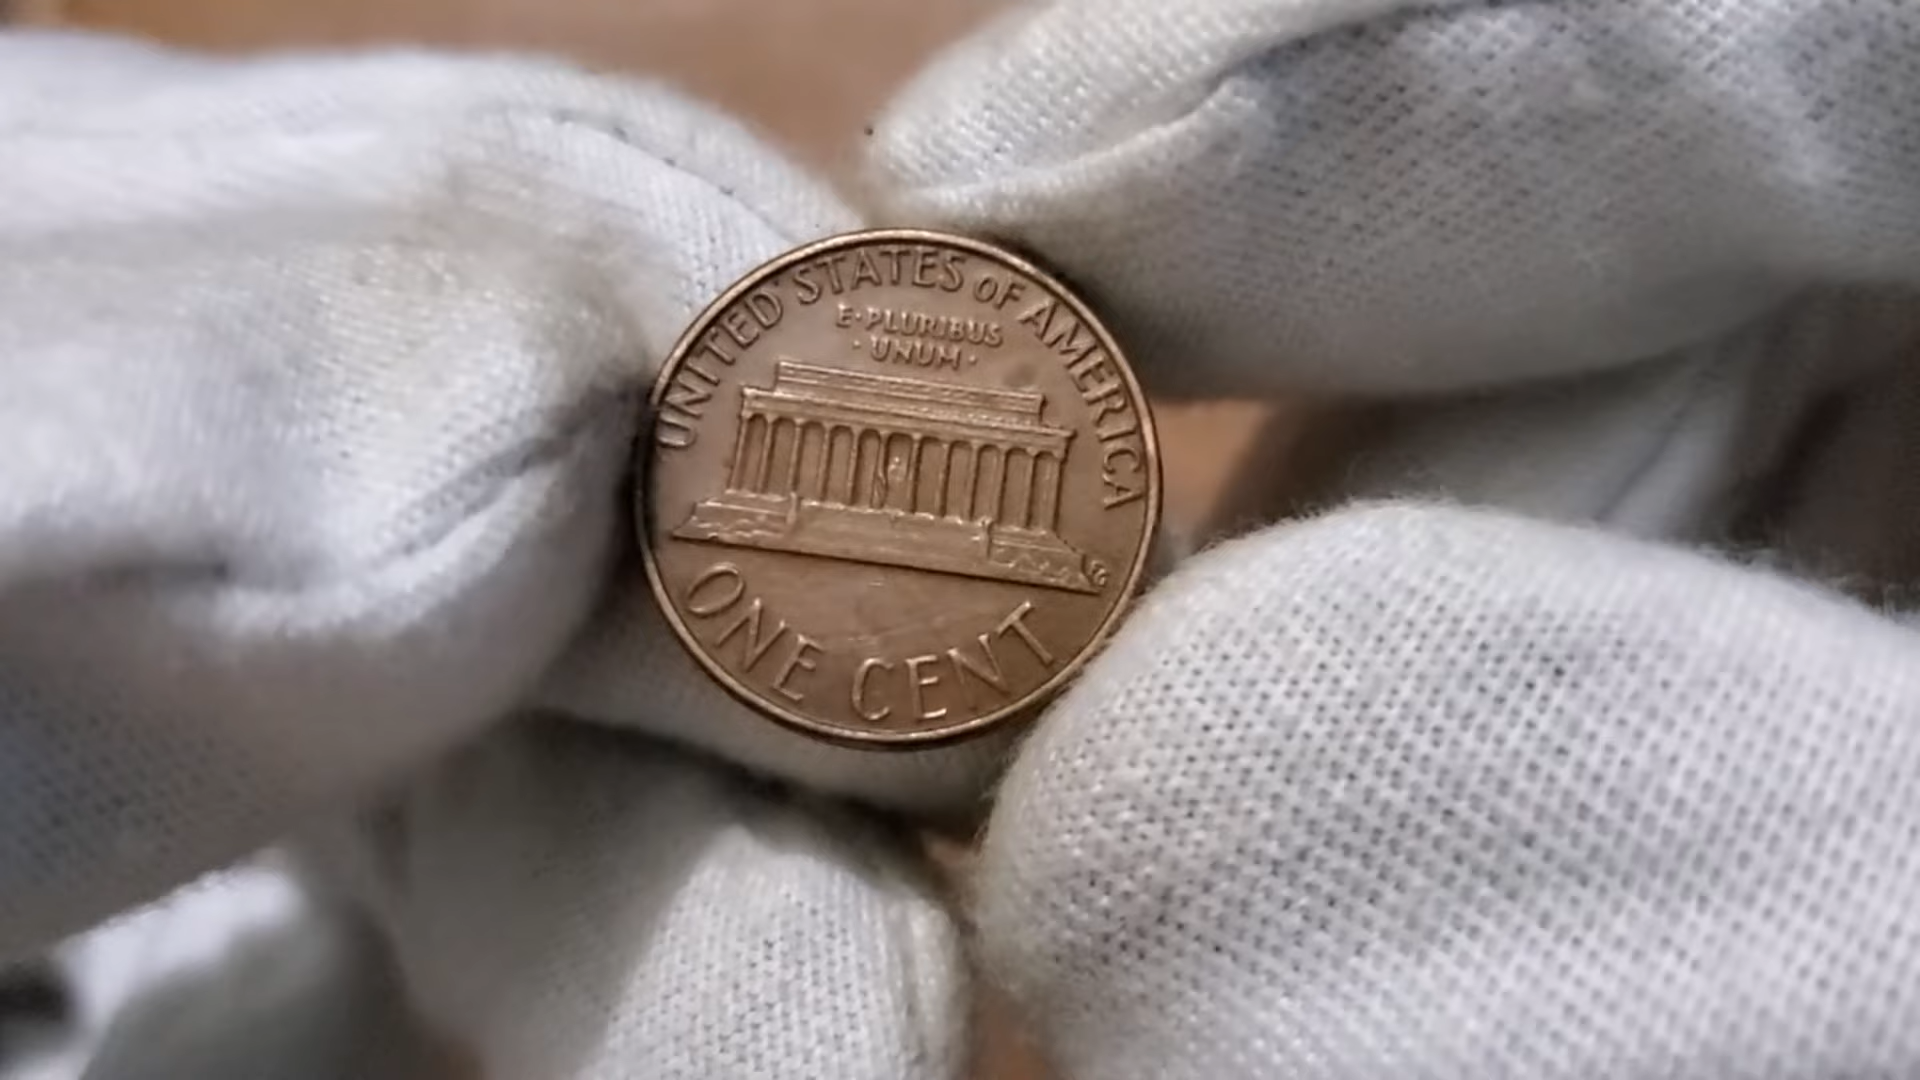 UNITED STATES OF AMERICA
E·PLURIBUS
·UNUM·
ONE CENT